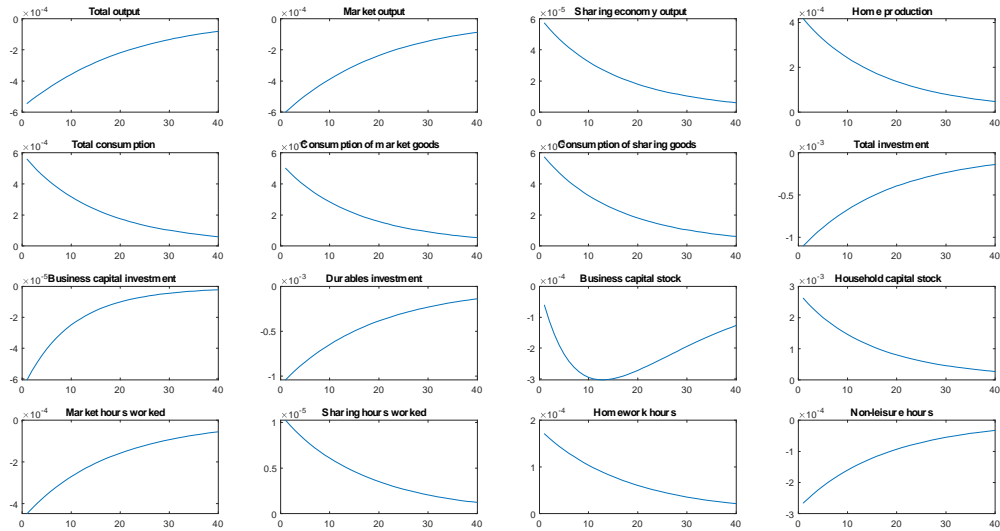 Total output
×10⁻⁴
0
-2
-4
-6
0 10 20 30 40
Market output
×10⁻⁴
0
-2
-4
-6
0 10 20 30 40
Sharing economy output
×10⁻⁵
6
4
2
0
0 10 20 30 40
Home production
×10⁻⁴
4
2
0
0 10 20 30 40
Total consumption
×10⁻⁴
6
4
2
0
0 10 20 30 40
Consumption of market goods
6
4
2
0
0 10 20 30 40
Consumption of sharing goods
6
4
2
0
0 10 20 30 40
Total investment
×10⁻³
0
-0.5
-1
0 10 20 30 40
Business capital investment
×10⁻⁵
0
-2
-4
-6
0 10 20 30 40
Durables investment
×10⁻³
0
-0.5
-1
0 10 20 30 40
Business capital stock
×10⁻⁴
0
-1
-2
-3
0 10 20 30 40
Household capital stock
×10⁻³
3
2
1
0
0 10 20 30 40
Market hours worked
×10⁻⁴
0
-2
-4
0 10 20 30 40
Sharing hours worked
×10⁻⁵
1
0.5
0
0 10 20 30 40
Homework hours
×10⁻⁴
2
1
0
0 10 20 30 40
Non-leisure hours
×10⁻⁴
0
-1
-2
-3
0 10 20 30 40